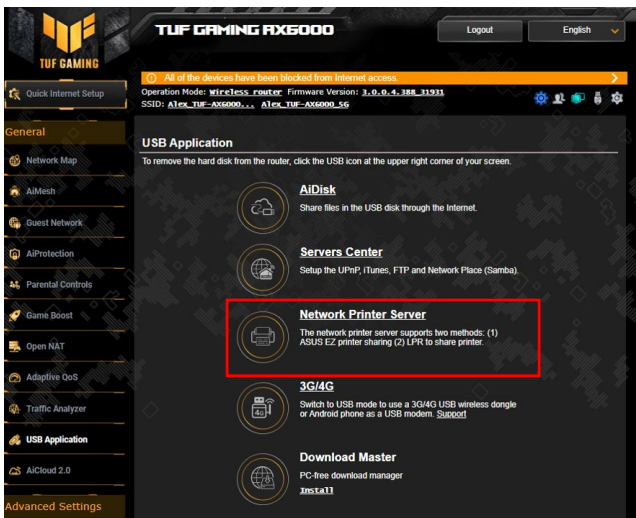 TUF GAMING
TUF GAMING AX6000
Logout
English
All of the devices have been blocked from Internet access.
Quick Internet Setup
Operation Mode: Wireless router Firmware Version: 3.0.0.4.388_31931
SSID: Alex_TUF-AX6000... Alex_TUF-AX6000_5G
General
Network Map
AiMesh
Guest Network
AiProtection
Parental Controls
Game Boost
Open NAT
Adaptive QoS
Traffic Analyzer
USB Application
AiCloud 2.0
Advanced Settings
USB Application
To remove the hard disk from the router, click the USB icon at the upper right corner of your screen.
AiDisk
Share files in the USB disk through the Internet.
Servers Center
Setup the UPnP, iTunes, FTP and Network Place (Samba).
Network Printer Server
The network printer server supports two methods: (1)
ASUS EZ printer sharing (2) LPR to share printer.
3G/4G
4G
Switch to USB mode to use a 3G/4G USB wireless dongle
or Android phone as a USB modem. Support
Download Master
PC-free download manager
Install